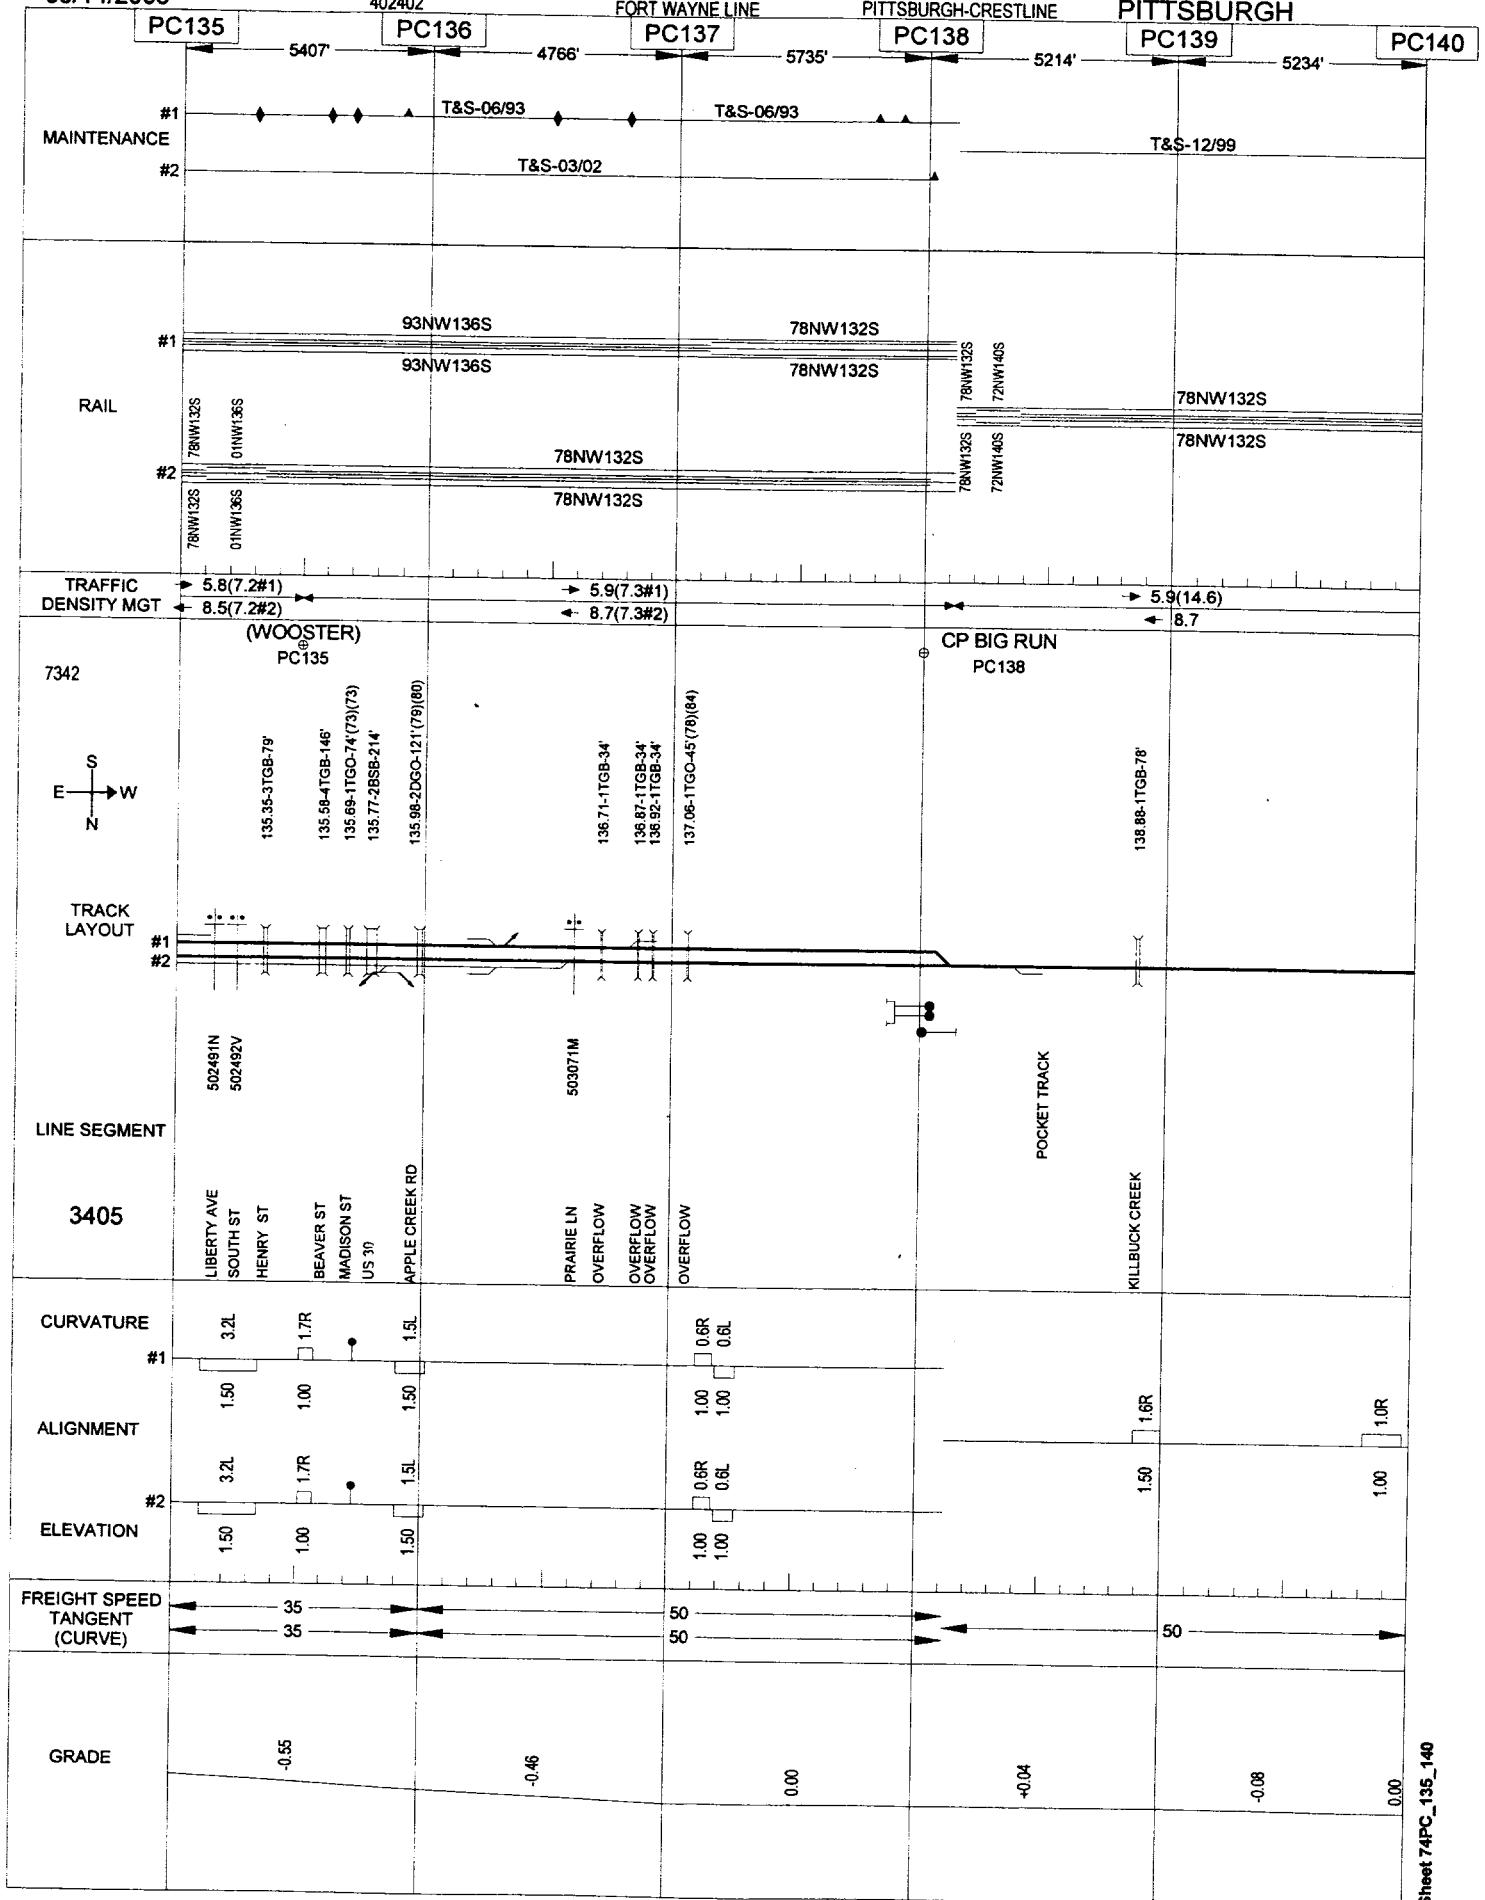 402402 FORT WAYNE LINE PITTSBURGH-CRESTLINE PITTSBURGH
PC135 PC136 PC137 PC138 PC139 PC140
5407' 4766' 5735' 5214' 5234'
MAINTENANCE
#1 T&S-06/93 T&S-06/93
T&S-12/99
#2 T&S-03/02
RAIL
#1 93NW136S 78NW132S
93NW136S 78NW132S
78NW132S 72NW140S
78NW132S
78NW132S 01NW136S
78NW132S
#2 78NW132S
78NW132S
78NW132S 01NW136S
78NW132S 72NW140S
TRAFFIC
DENSITY MGT
5.8(7.2#1) 5.9(7.3#1) 5.9(14.6)
8.5(7.2#2) 8.7(7.3#2) 8.7
(WOOSTER)
PC135
CP BIG RUN
PC138
7342
S
E W
N
135.35-3TGB-79'
135.58-4TGB-146'
135.69-1TGO-74'(73)(73)
135.77-2BSB-214'
135.98-2DGO-121'(79)(80)
136.71-1TGB-34'
136.87-1TGB-34'
136.92-1TGB-34'
137.06-1TGO-45'(78)(84)
138.88-1TGB-78'
TRACK
LAYOUT
#1
#2
502491N
502492V
503071M
POCKET TRACK
LINE SEGMENT
3405
LIBERTY AVE
SOUTH ST
HENRY ST
BEAVER ST
MADISON ST
US 30
APPLE CREEK RD
PRAIRIE LN
OVERFLOW
OVERFLOW
OVERFLOW
OVERFLOW
KILLBUCK CREEK
CURVATURE
#1
3.2L 1.7R 1.5L 0.6R 0.6L
1.50 1.00 1.50 1.00 1.00
ALIGNMENT
1.6R 1.0R
1.50 1.00
#2
3.2L 1.7R 1.5L 0.6R 0.6L
1.50 1.00 1.50 1.00 1.00
ELEVATION
FREIGHT SPEED
TANGENT
(CURVE)
35 50
35 50 50
GRADE
-0.55 -0.46 0.00 +0.04 -0.08 0.00
Sheet 74PC_135_140